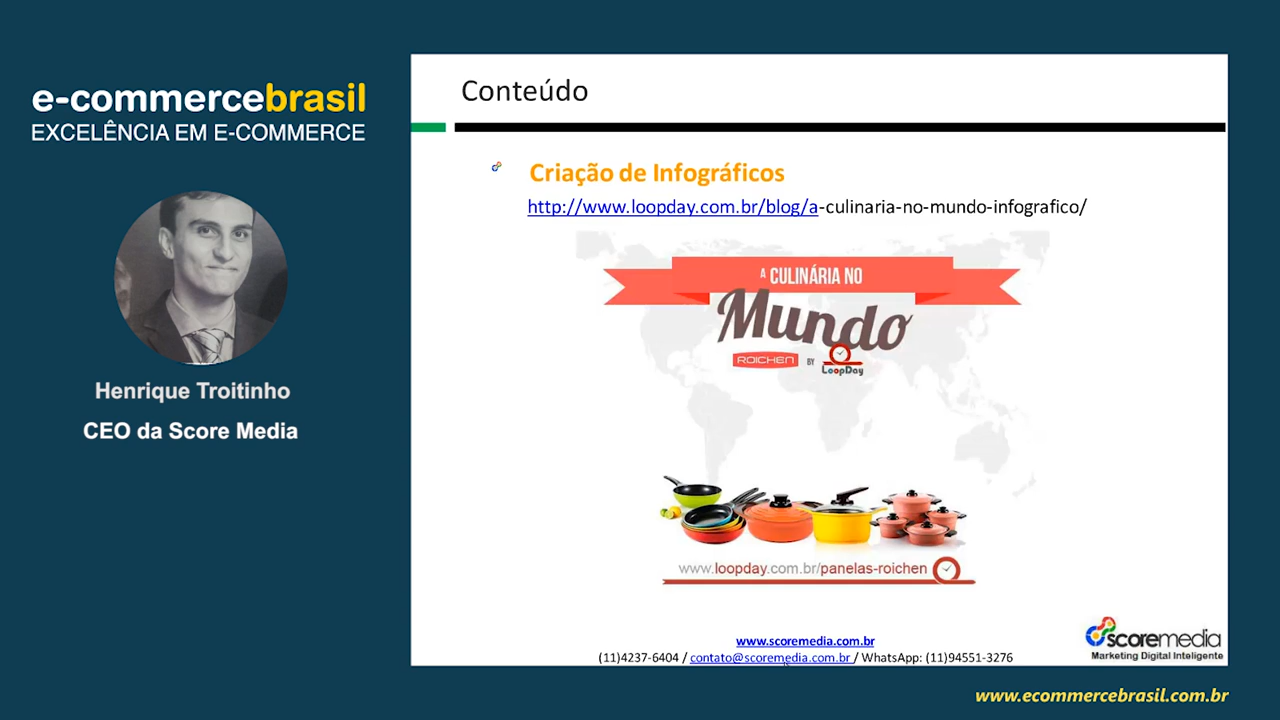 e-commercebrasil
EXCELÊNCIA EM E-COMMERCE
Henrique Troitinho
CEO da Score Media
Conteúdo
Criação de Infográficos
http://www.loopday.com.br/blog/a-culinaria-no-mundo-infografico/
A CULINÁRIA NO
Mundo
ROICHEN BY LoopDay
www.loopday.com.br/panelas-roichen
www.scoremedia.com.br
(11)4237-6404 / contato@scoremedia.com.br / WhatsApp: (11)94551-3276
scoremedia
Marketing Digital Inteligente
www.ecommercebrasil.com.br